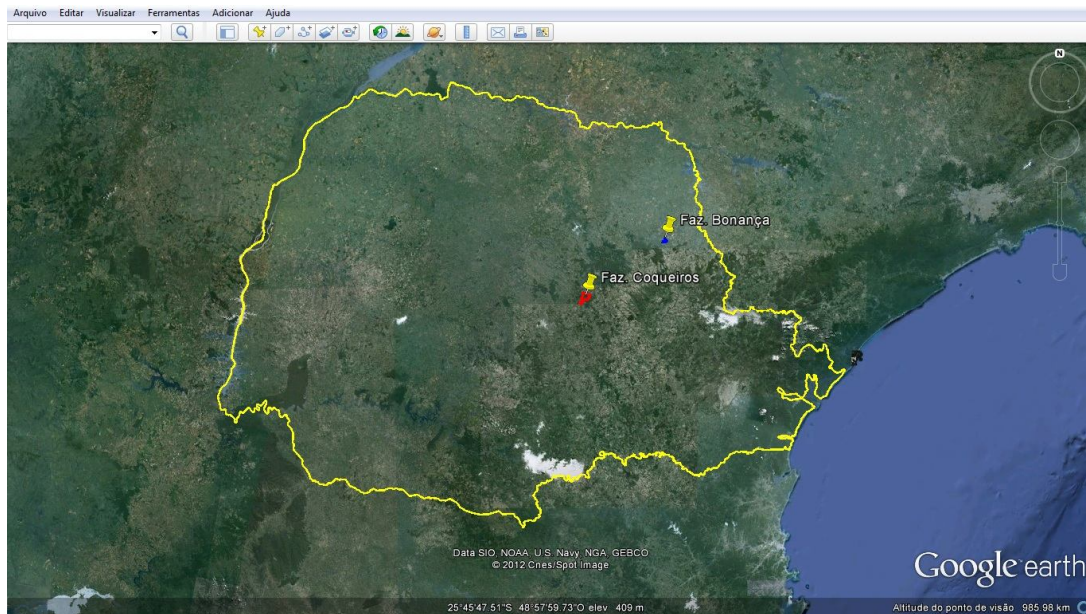 Arquivo Editar Visualizar Ferramentas Adicionar Ajuda
N
Faz. Bonança
Faz. Coqueiros
Data SIO, NOAA, U.S. Navy, NGA, GEBCO
© 2012 Cnes/Spot Image
Google earth
25°45'47.51"S 48°57'59.73"O elev 409 m
Altitude do ponto de visão 985.98 km